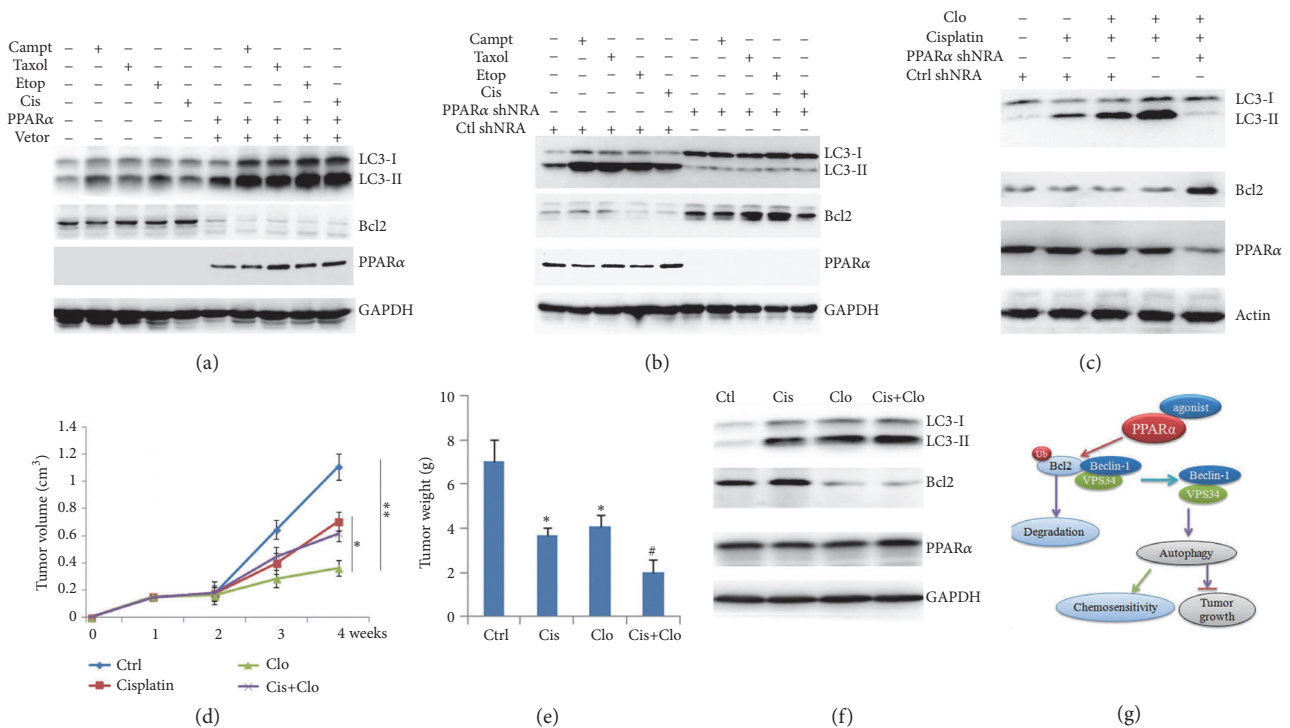 Campt – + – – – – + – – –
Taxol – – + – – – – + – –
Etop – – – + – – – – + –
Cis – – – – + – – – – +
PPARα – – – – – + + + + +
Vetor – – – – – + + + + +
LC3-I
LC3-II
Bcl2
PPARα
GAPDH
(a)
Campt – + – – – – + – – –
Taxol – – + – – – – + – –
Etop – – – + – – – – + –
Cis – – – – + – – – – +
PPARα shNRA – – – – – + + + + +
Ctl shNRA + + + + + – – – – –
LC3-I
LC3-II
Bcl2
PPARα
GAPDH
(b)
Clo – – + + +
Cisplatin – + + + +
PPARα shNRA – – – – +
Ctrl shNRA + + + – –
LC3-I
LC3-II
Bcl2
PPARα
Actin
(c)
Tumor volume (cm³)
1.4
1.2
1
0.8
0.6
0.4
0.2
0
0 1 2 3 4 weeks
**
*
Ctrl
Cisplatin
Clo
Cis+Clo
(d)
Tumor weight (g)
10
8
6
4
2
0
* * #
Ctrl Cis Clo Cis+Clo
(e)
Ctl Cis Clo Cis+Clo
LC3-I
LC3-II
Bcl2
PPARα
GAPDH
(f)
agonist
PPARα
Ub
Bcl2
Beclin-1
VPS34
Beclin-1
VPS34
Degradation
Autophagy
Chemosensitivity
Tumor
growth
(g)